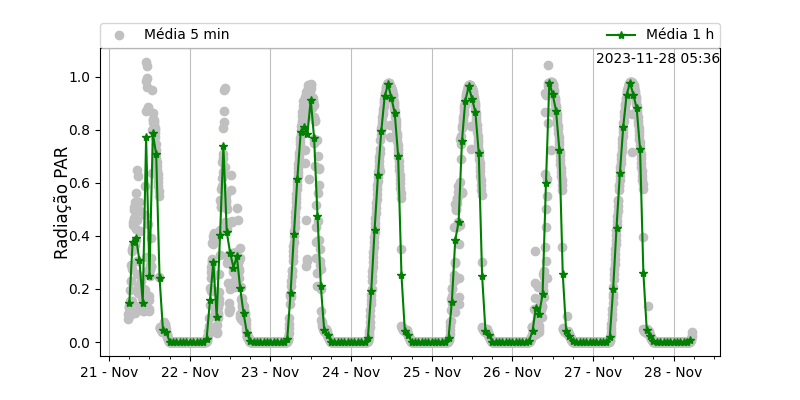 Média 5 min
Média 1 h
2023-11-28 05:36
Radiação PAR
1.0
0.8
0.6
0.4
0.2
0.0
21 - Nov
22 - Nov
23 - Nov
24 - Nov
25 - Nov
26 - Nov
27 - Nov
28 - Nov